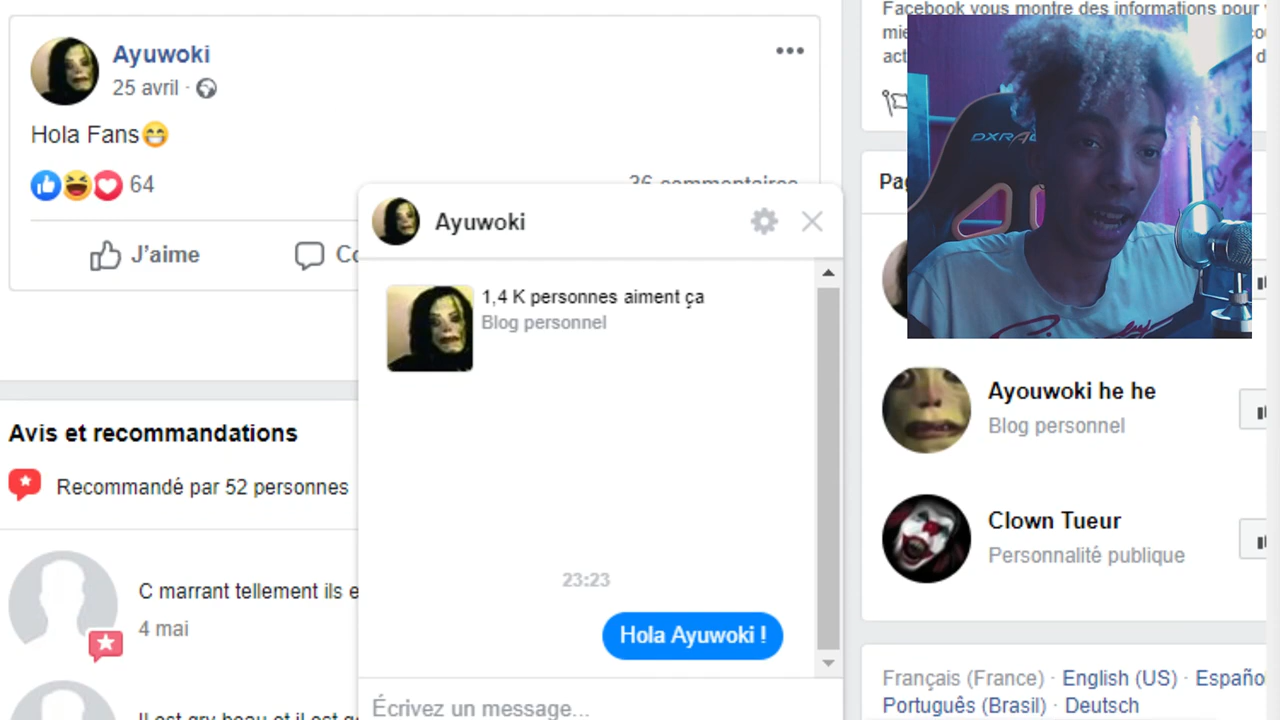 Ayuwoki
25 avril ·
Hola Fans😁
64
36 commentaires
J'aime
Co
Avis et recommandations
Recommandé par 52 personnes
C marrant tellement ils e
4 mai
Ayuwoki
1,4 K personnes aiment ça
Blog personnel
23:23
Hola Ayuwoki !
Écrivez un message...
Facebook vous montre des informations pour
mie
act
Pag
DXRA
Ayouwoki he he
Blog personnel
Clown Tueur
Personnalité publique
Français (France) · English (US) · Españo
Português (Brasil) · Deutsch